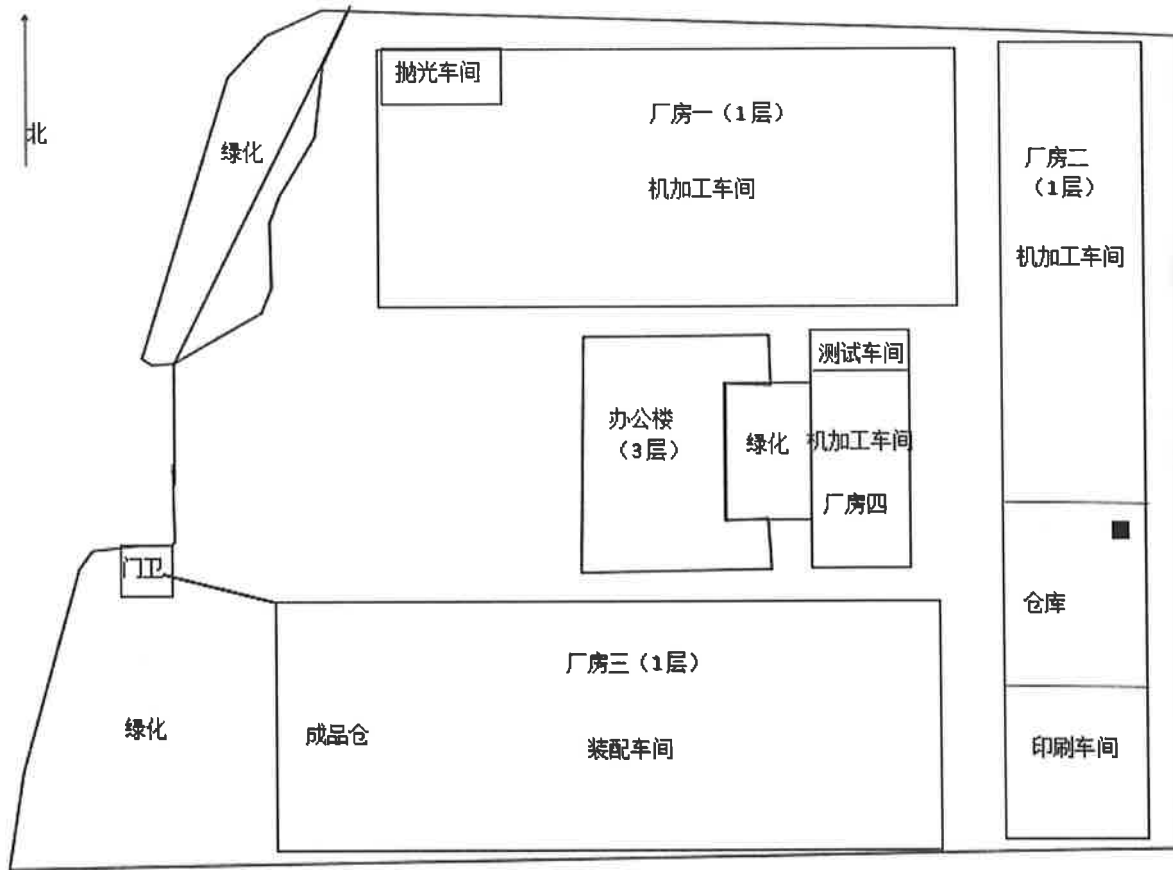 北
绿化
抛光车间
厂房一（1层）
机加工车间
厂房二
（1层）
机加工车间
测试车间
办公楼
（3层）
绿化
机加工车间
厂房四
门卫
仓库
厂房三（1层）
绿化
成品仓
装配车间
印刷车间